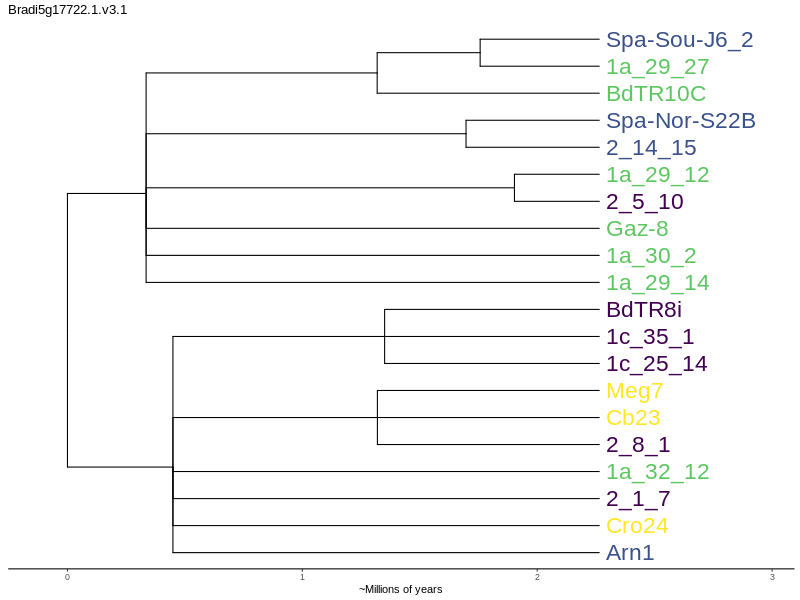 Bradi5g17722.1.v3.1
Spa-Sou-J6_2
1a_29_27
BdTR10C
Spa-Nor-S22B
2_14_15
1a_29_12
2_5_10
Gaz-8
1a_30_2
1a_29_14
BdTR8i
1c_35_1
1c_25_14
Meg7
Cb23
2_8_1
1a_32_12
2_1_7
Cro24
Arn1
0 1 2 3
~Millions of years